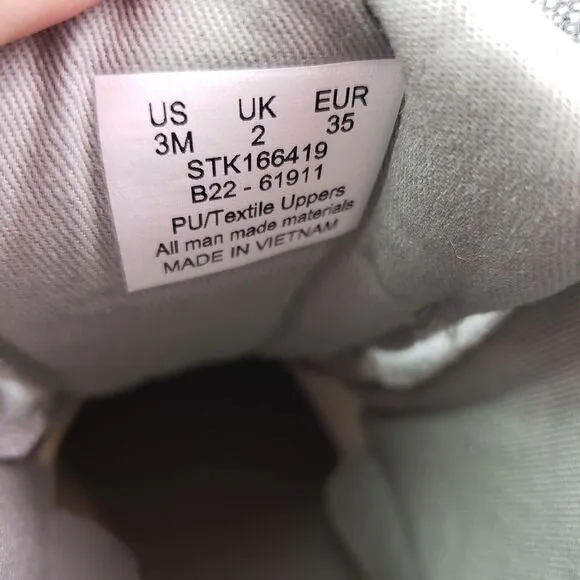 US UK EUR
3M 2 35
STK166419
B22 - 61911
PU/Textile Uppers
All man made materials
MADE IN VIETNAM